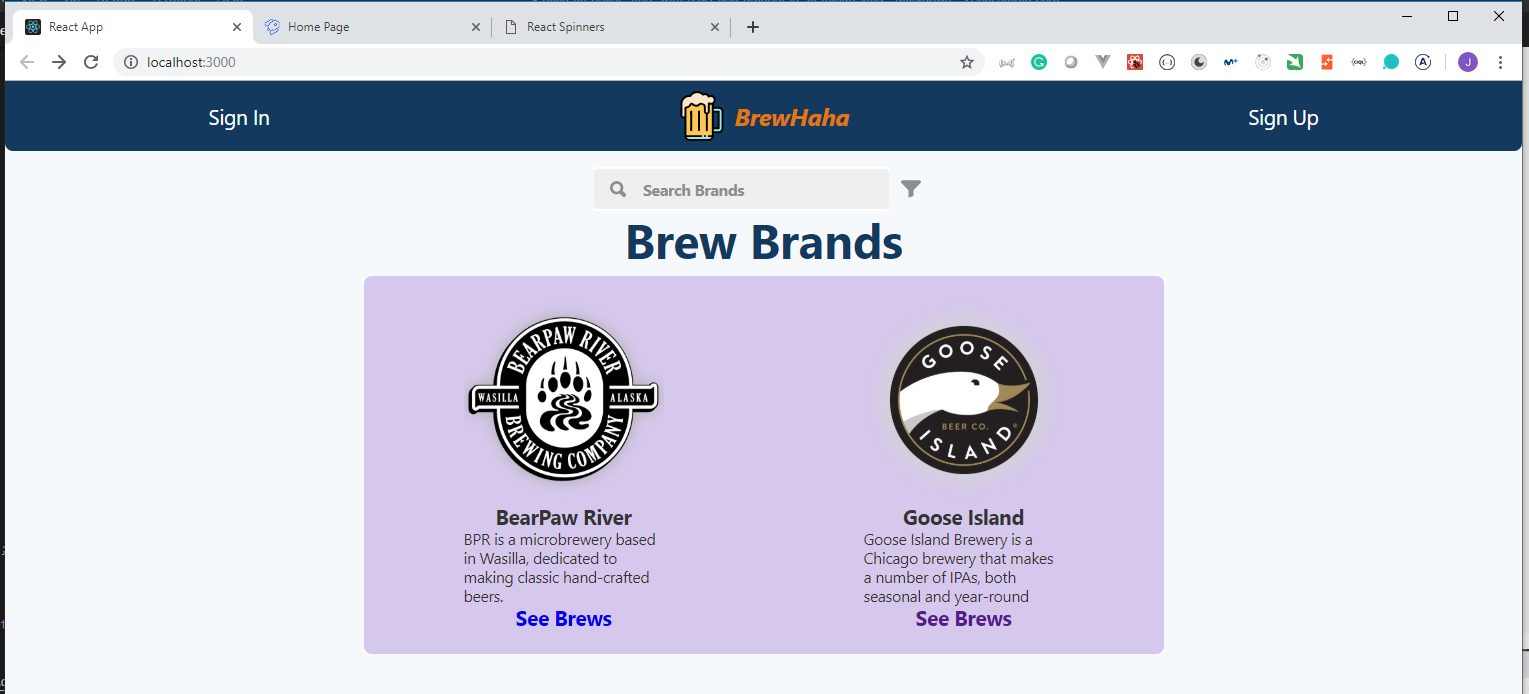 React App
Home Page
React Spinners
localhost:3000
Sign In
BrewHaha
Sign Up
Search Brands
Brew Brands
BEARPAW RIVER
WASILLA
ALASKA
BREWING COMPANY
GOOSE
BEER CO.
ISLAND
BearPaw River
BPR is a microbrewery based
in Wasilla, dedicated to
making classic hand-crafted
beers.
See Brews
Goose Island
Goose Island Brewery is a
Chicago brewery that makes
a number of IPAs, both
seasonal and year-round
See Brews